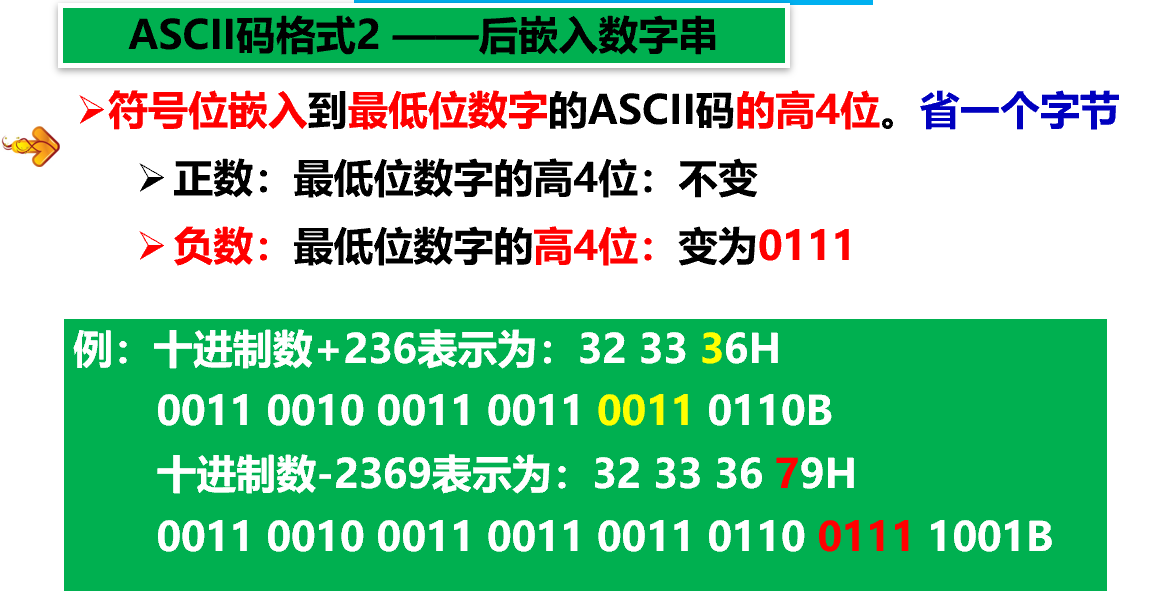 ASCII码格式2 ——后嵌入数字串
符号位嵌入到最低位数字的ASCII码的高4位。省一个字节
正数：最低位数字的高4位：不变
负数：最低位数字的高4位：变为0111
例：十进制数+236表示为：32 33 36H
0011 0010 0011 0011 0011 0110B
十进制数-2369表示为：32 33 36 79H
0011 0010 0011 0011 0011 0110 0111 1001B